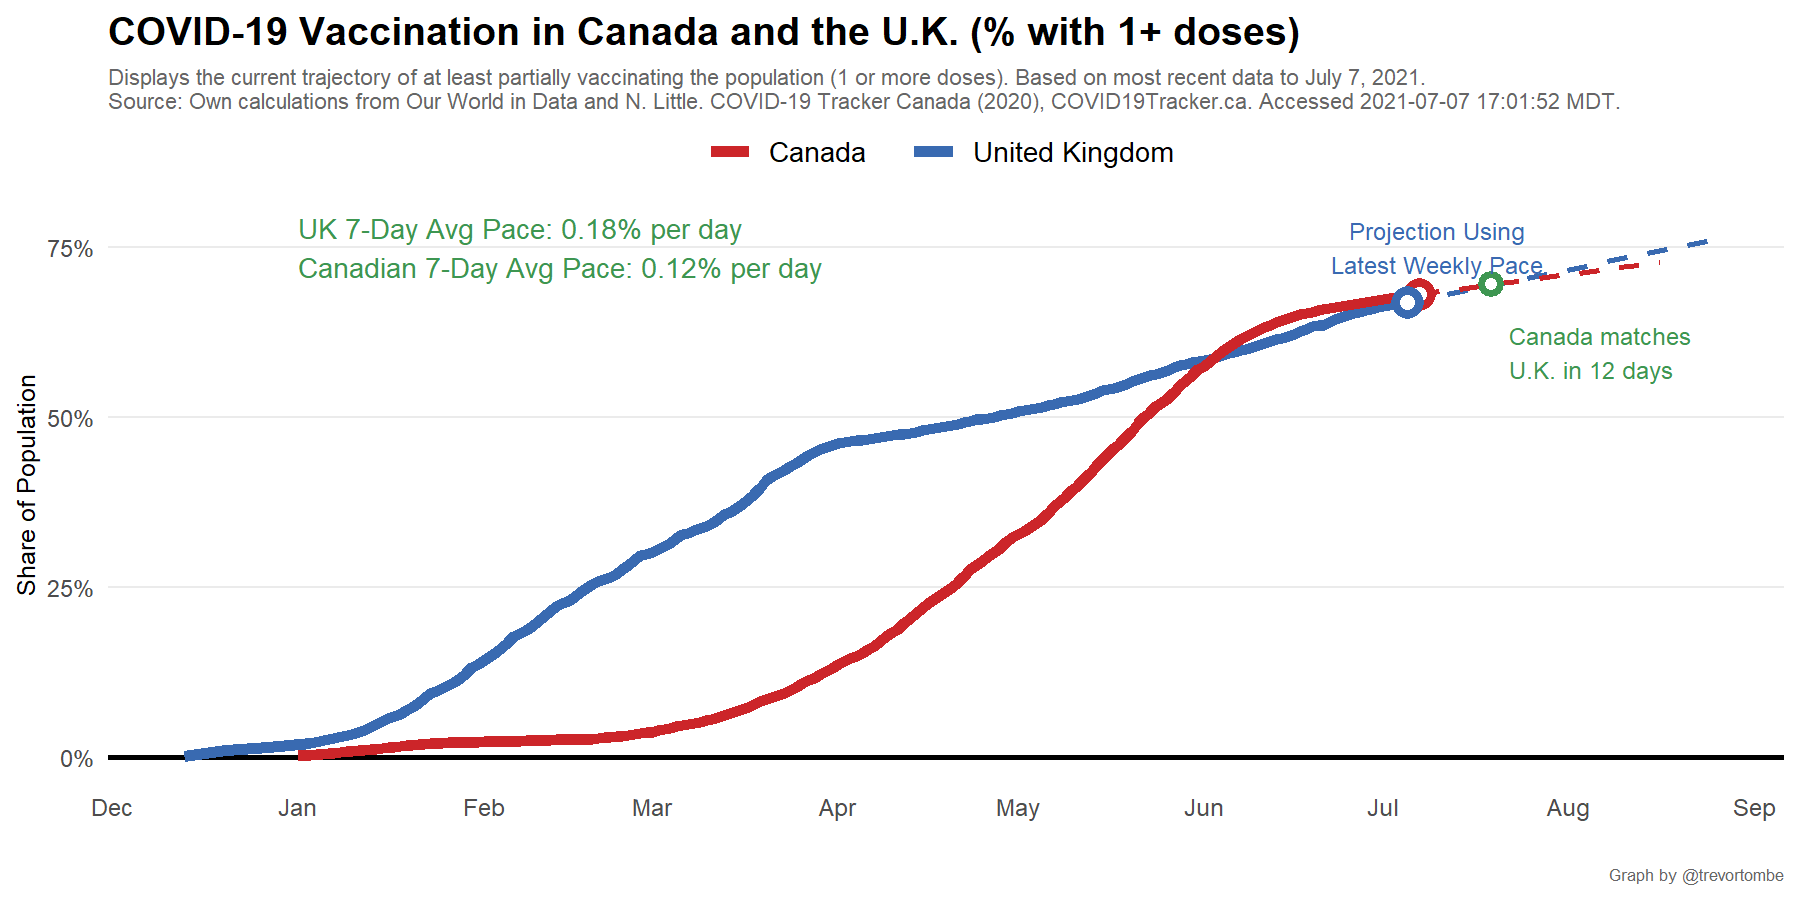 COVID-19 Vaccination in Canada and the U.K. (% with 1+ doses)
Displays the current trajectory of at least partially vaccinating the population (1 or more doses). Based on most recent data to July 7, 2021.
Source: Own calculations from Our World in Data and N. Little. COVID-19 Tracker Canada (2020), COVID19Tracker.ca. Accessed 2021-07-07 17:01:52 MDT.
Canada
United Kingdom
UK 7-Day Avg Pace: 0.18% per day
Canadian 7-Day Avg Pace: 0.12% per day
Projection Using
Latest Weekly Pace
Canada matches
U.K. in 12 days
Share of Population
75%
50%
25%
0%
Dec Jan Feb Mar Apr May Jun Jul Aug Sep
Graph by @trevortombe